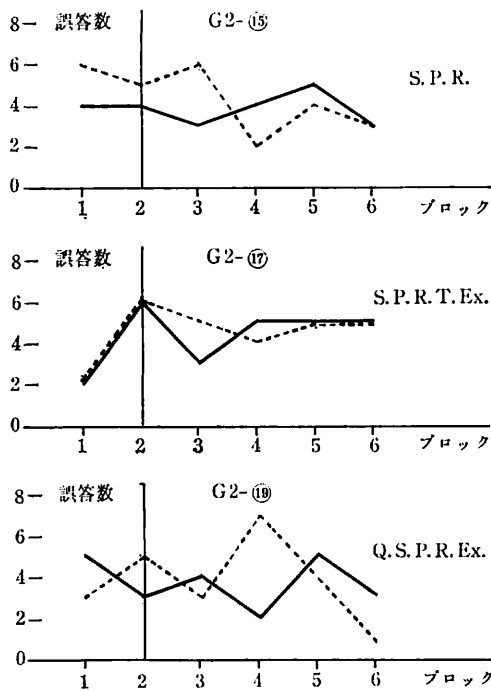 8- 誤答数 G2-⑮
6- S.P.R.
4-
2-
0
1 2 3 4 5 6 ブロック
8- 誤答数 G2-⑰
6- S.P.R.T.Ex.
4-
2-
0
1 2 3 4 5 6 ブロック
8- 誤答数 G2-⑲
6- Q.S.P.R.Ex.
4-
2-
0
1 2 3 4 5 6 ブロック